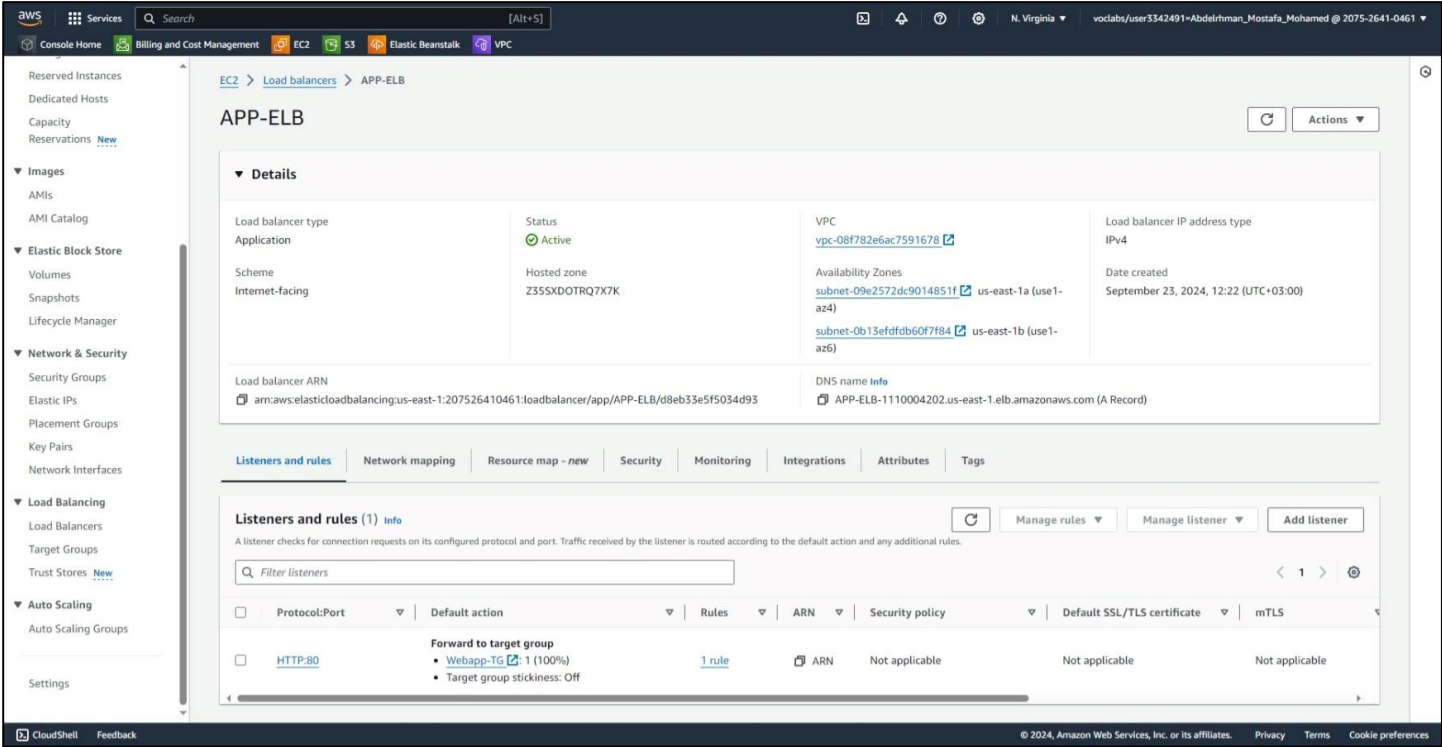 aws
Services
Search
[Alt+S]
N. Virginia
voclabs/user3342491=Abdelrhman_Mostafa_Mohamed @ 2075-2641-0461
Console Home
Billing and Cost Management
EC2
S3
Elastic Beanstalk
VPC
Reserved Instances
Dedicated Hosts
Capacity
Reservations New
Images
AMIs
AMI Catalog
Elastic Block Store
Volumes
Snapshots
Lifecycle Manager
Network & Security
Security Groups
Elastic IPs
Placement Groups
Key Pairs
Network Interfaces
Load Balancing
Load Balancers
Target Groups
Trust Stores New
Auto Scaling
Auto Scaling Groups
Settings
EC2 > Load balancers > APP-ELB
APP-ELB
Actions
Details
Load balancer type
Application
Status
Active
VPC
vpc-08f782e6ac7591678
Load balancer IP address type
IPv4
Scheme
Internet-facing
Hosted zone
Z35SXDOTRQ7X7K
Availability Zones
subnet-09e2572dc9014851f us-east-1a (use1-
az4)
subnet-0b13efdfdb60f7f84 us-east-1b (use1-
az6)
Date created
September 23, 2024, 12:22 (UTC+03:00)
Load balancer ARN
arn:aws:elasticloadbalancing:us-east-1:207526410461:loadbalancer/app/APP-ELB/d8eb33e5f5034d93
DNS name Info
APP-ELB-1110004202.us-east-1.elb.amazonaws.com (A Record)
Listeners and rules
Network mapping
Resource map - new
Security
Monitoring
Integrations
Attributes
Tags
Listeners and rules (1) Info
Manage rules
Manage listener
Add listener
A listener checks for connection requests on its configured protocol and port. Traffic received by the listener is routed according to the default action and any additional rules.
Filter listeners
1
Protocol:Port
Default action
Rules
ARN
Security policy
Default SSL/TLS certificate
mTLS
HTTP:80
Forward to target group
• Webapp-TG : 1 (100%)
• Target group stickiness: Off
1 rule
ARN
Not applicable
Not applicable
Not applicable
CloudShell
Feedback
© 2024, Amazon Web Services, Inc. or its affiliates.
Privacy
Terms
Cookie preferences